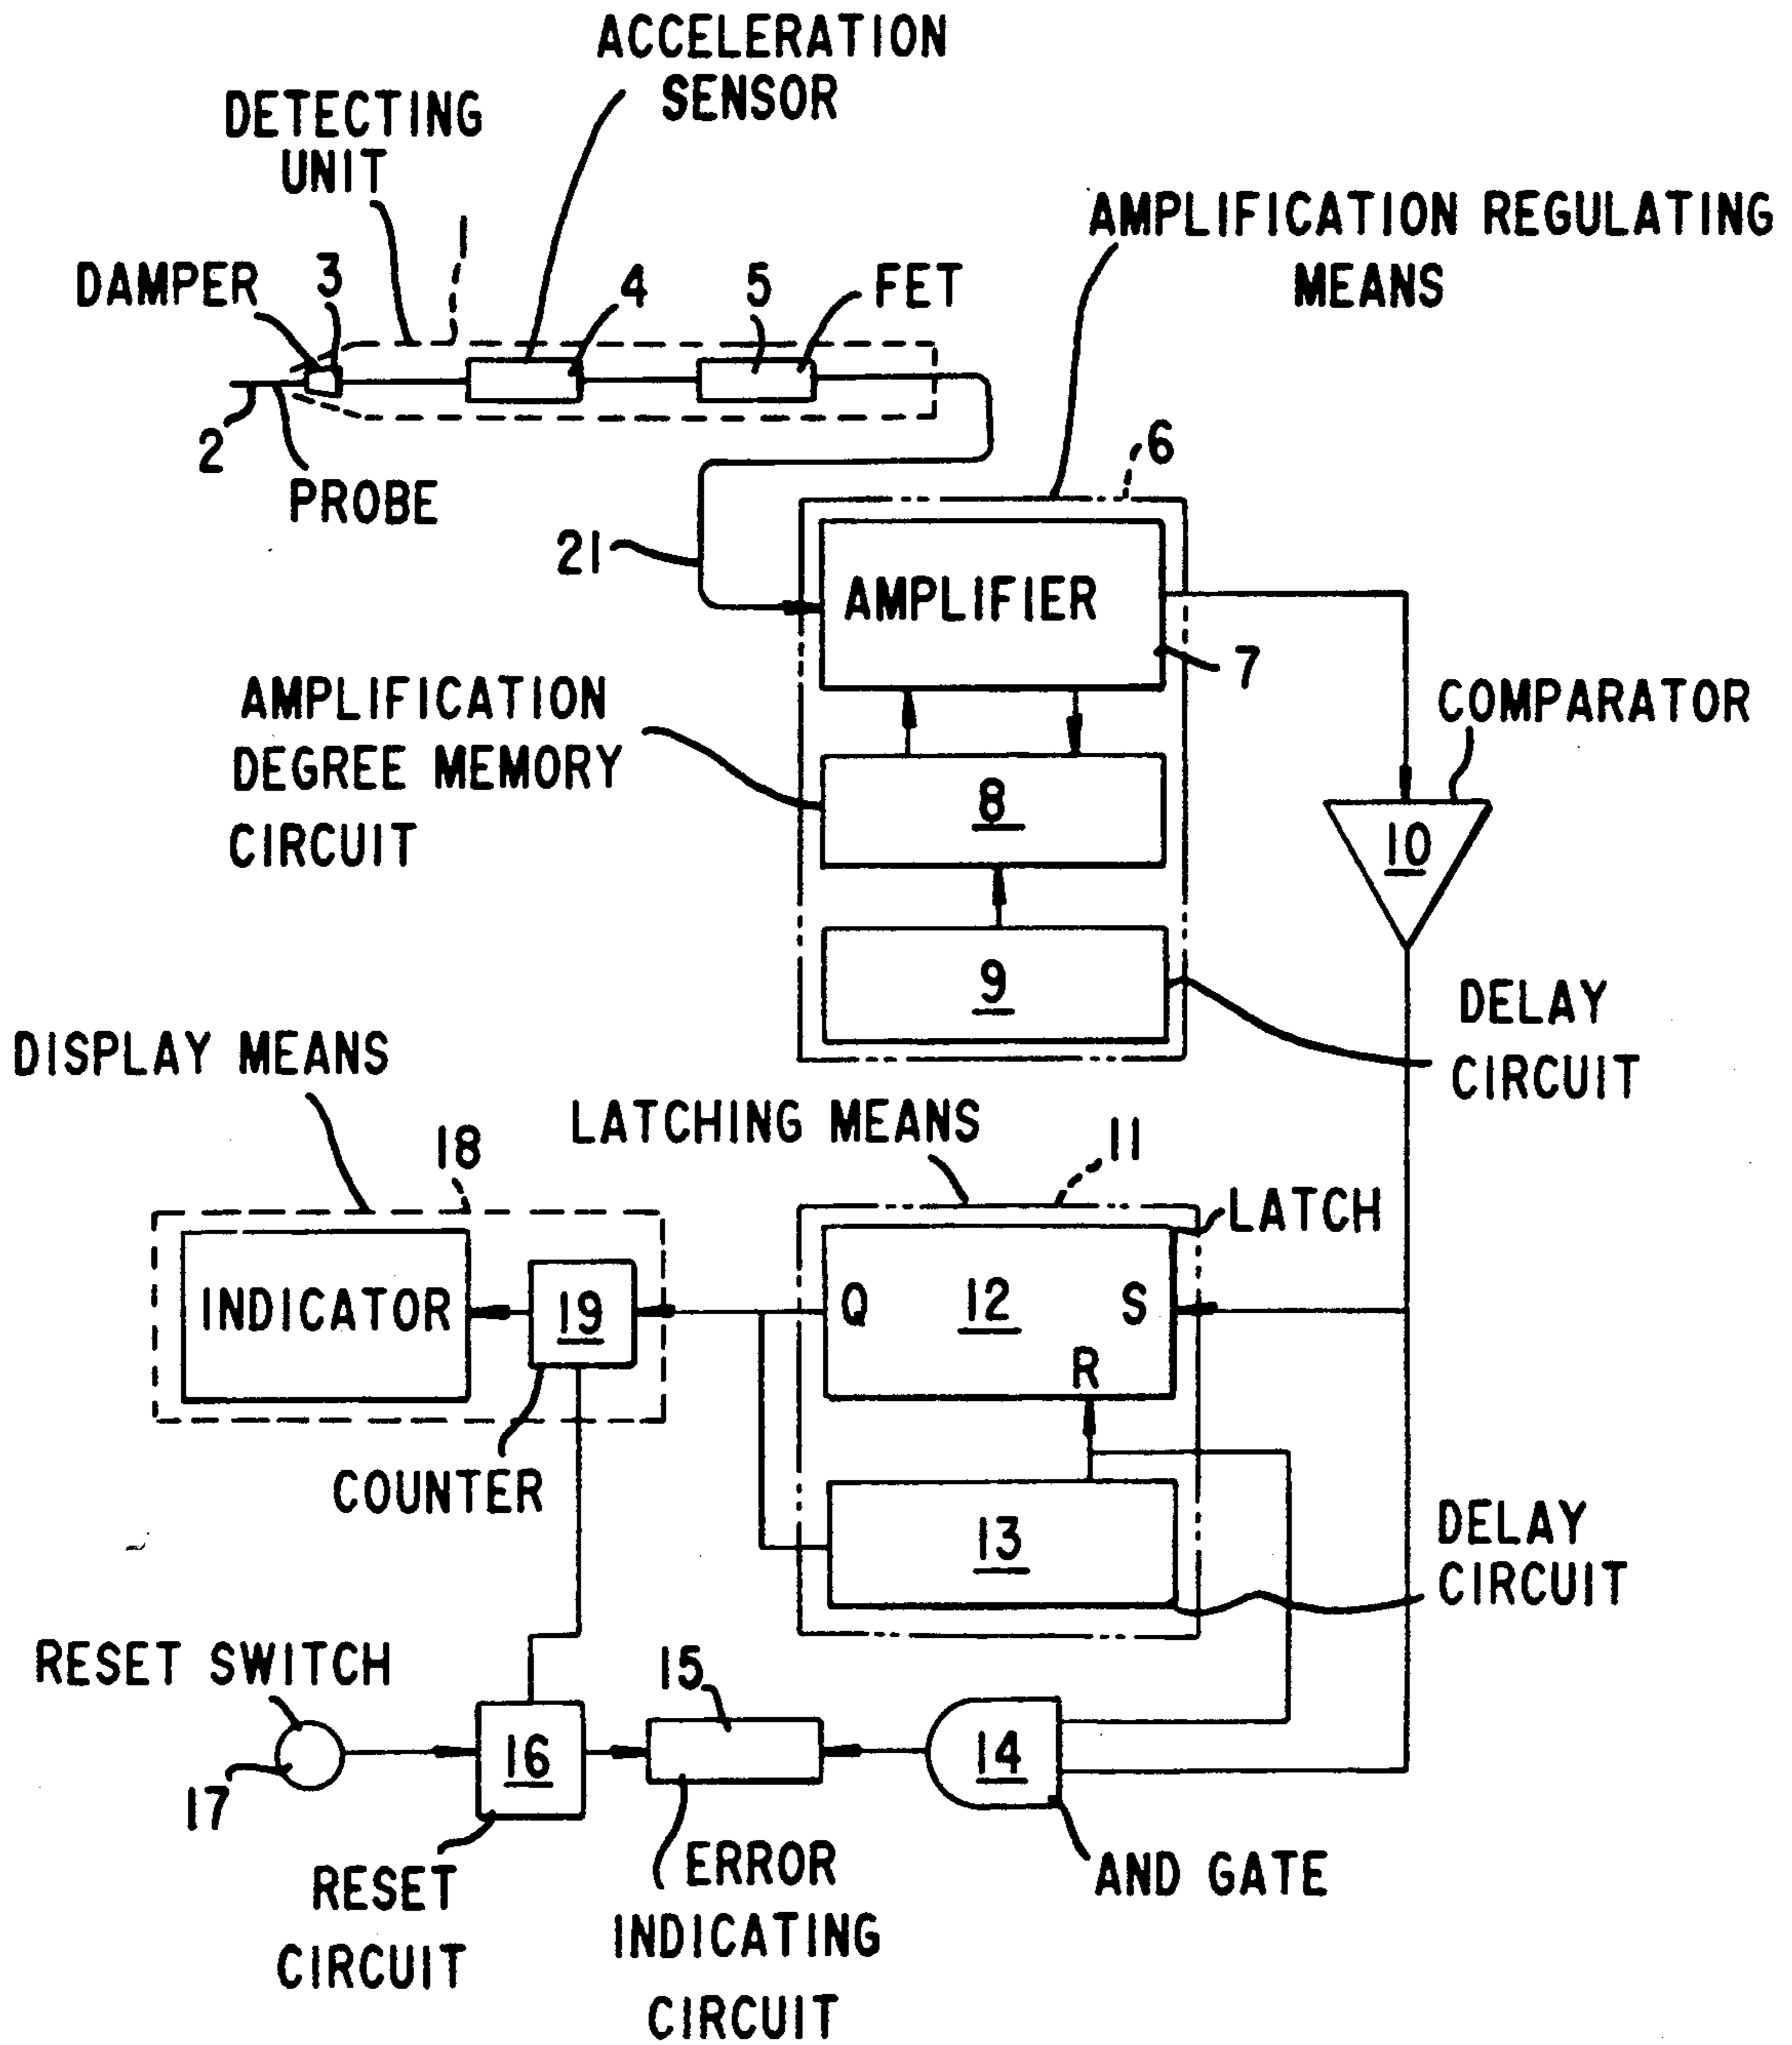 ACCELERATION
SENSOR
DETECTING
UNIT
1
AMPLIFICATION REGULATING
MEANS
DAMPER
3
4
5
FET
2
PROBE
6
21
AMPLIFIER
7
AMPLIFICATION
DEGREE MEMORY
CIRCUIT
COMPARATOR
8
10
9
DELAY
CIRCUIT
DISPLAY MEANS
18
LATCHING MEANS
11
LATCH
INDICATOR
19
Q
12
S
R
COUNTER
13
DELAY
CIRCUIT
RESET SWITCH
15
16
14
17
RESET
CIRCUIT
ERROR
INDICATING
CIRCUIT
AND GATE